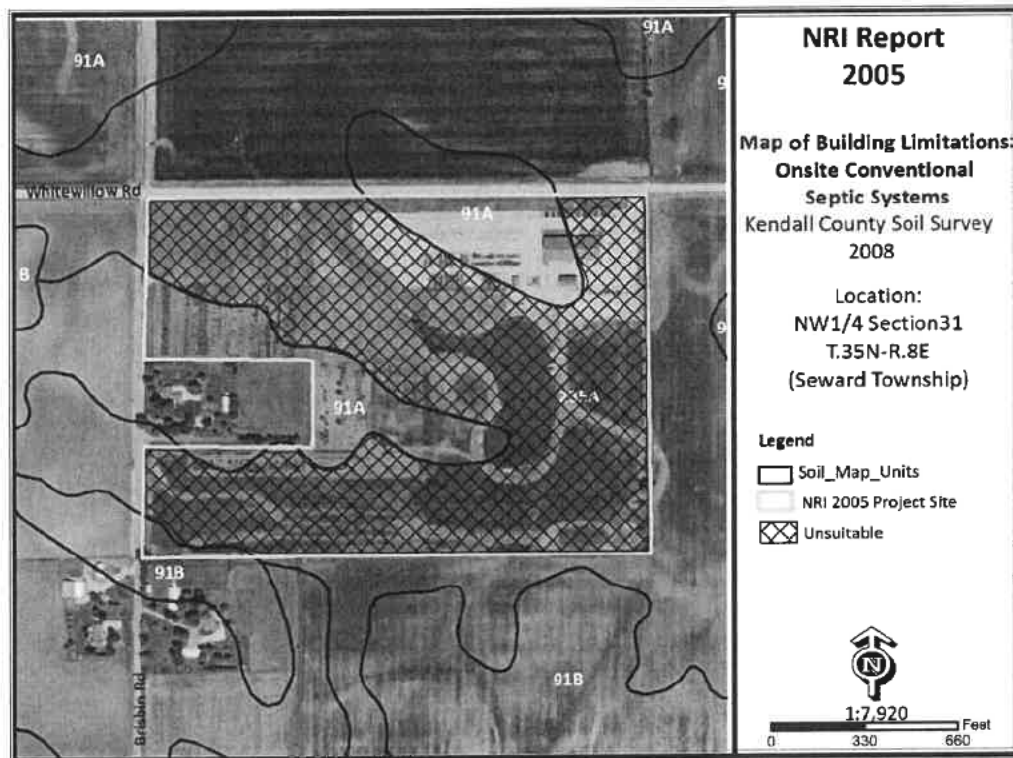 91A
91A
Whitewillow Rd
91A
B
91A
91B
91B
Brisbin Rd
NRI Report
2005
Map of Building Limitations:
Onsite Conventional
Septic Systems
Kendall County Soil Survey
2008
Location:
NW1/4 Section31
T.35N-R.8E
(Seward Township)
Legend
Soil_Map_Units
NRI 2005 Project Site
Unsuitable
N
1:7,920
Feet
0 330 660